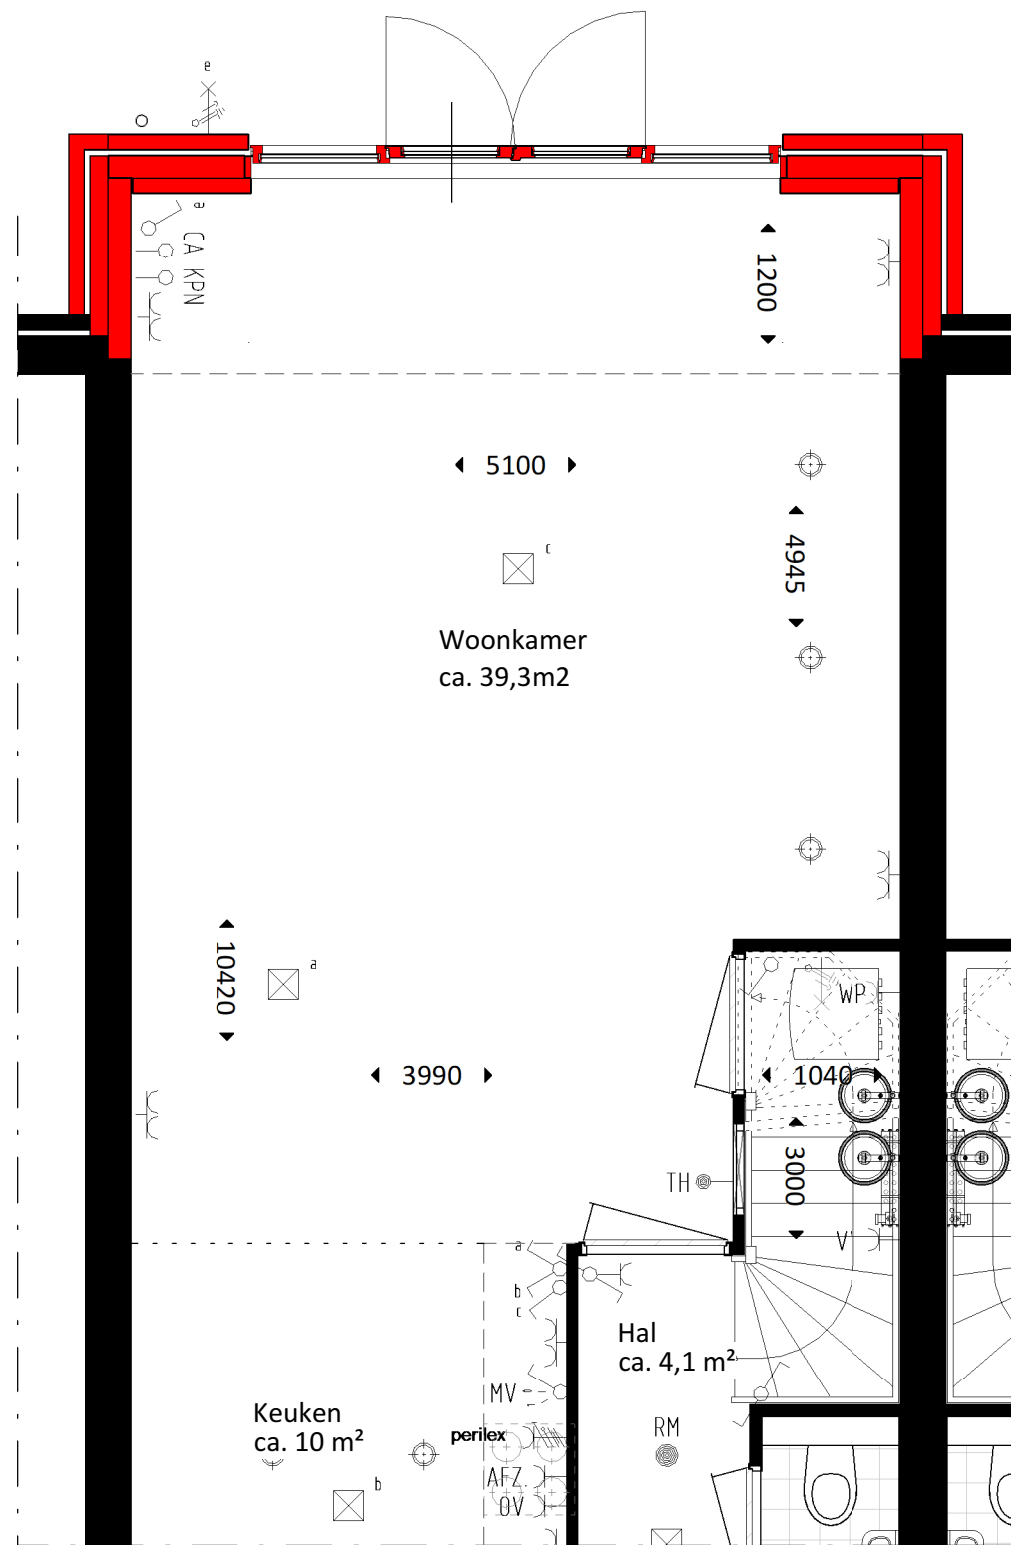 e
a
CA KPN
1200
5100
4945
c
Woonkamer
ca. 39,3m2
10420
a
3990
WP
1040
3000
TH
V
a
b
c
Hal
ca. 4,1 m²
MV
Keuken
ca. 10 m²
perilex
RM
AFZ.
OV
b